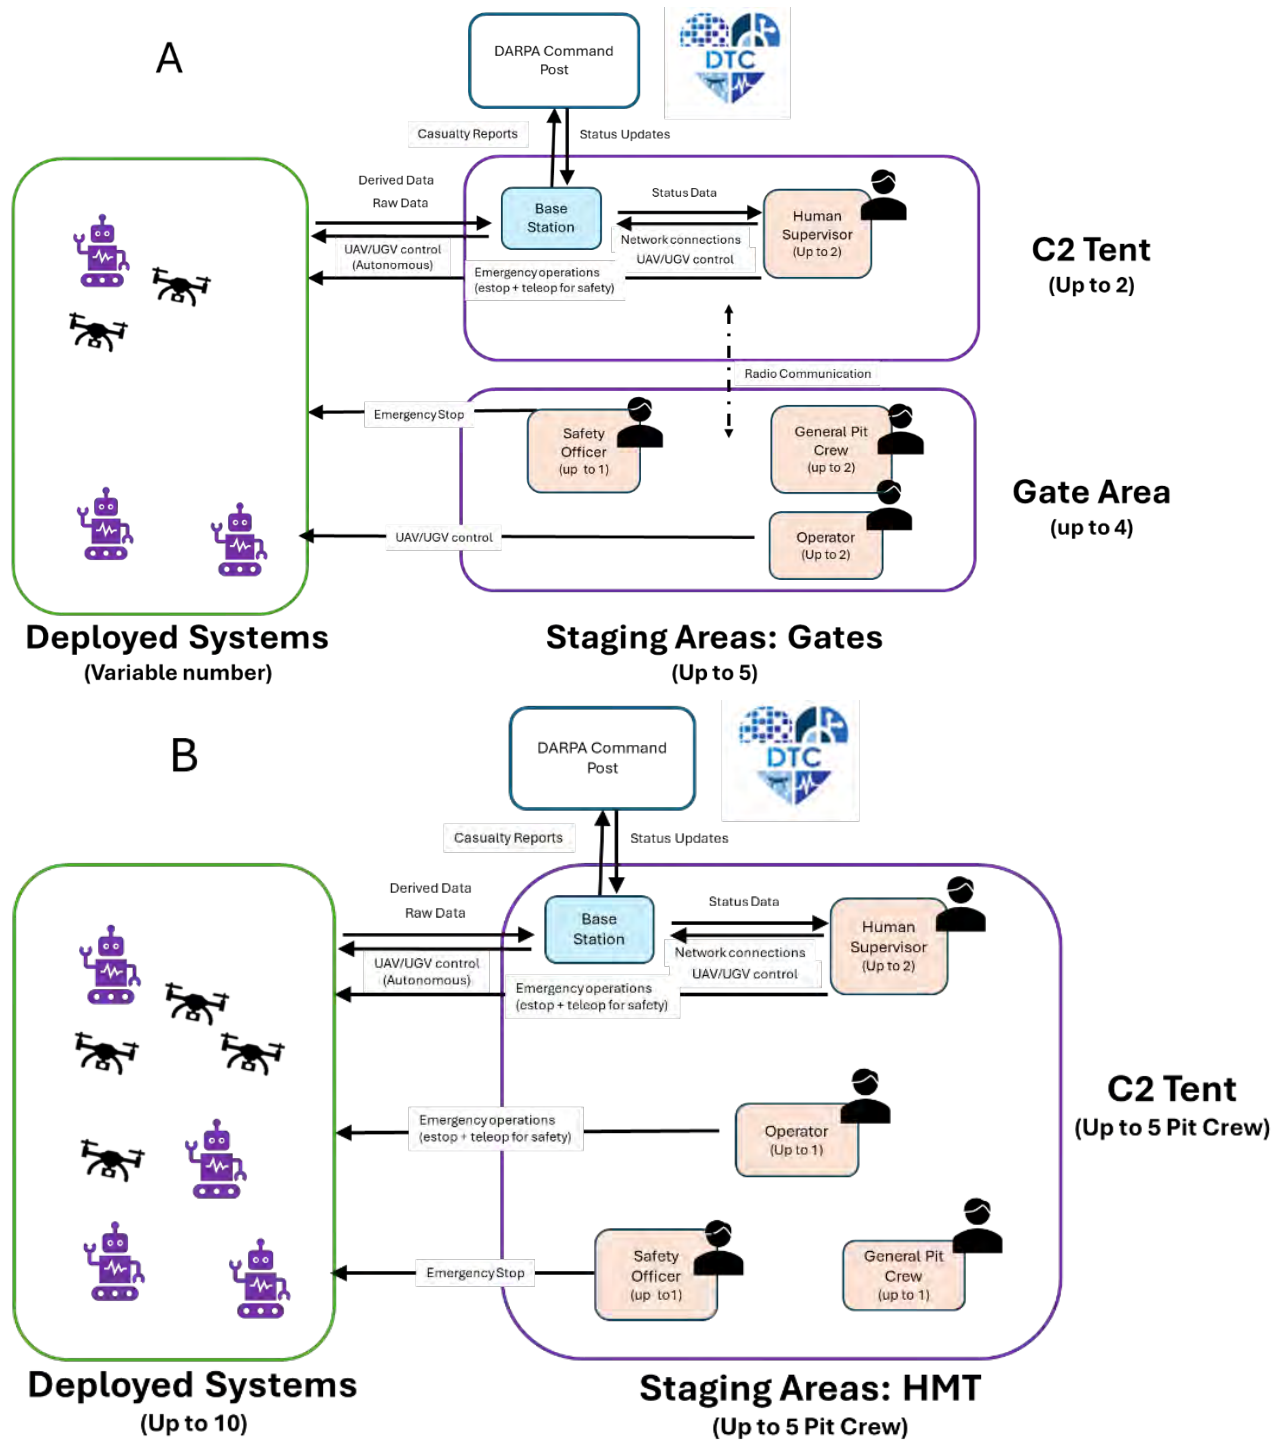 A
DARPA Command
Post
DTC
Casualty Reports
Status Updates
Derived Data
Raw Data
UAV/UGV control
(Autonomous)
Base
Station
Status Data
Network connections
UAV/UGV control
Human
Supervisor
(Up to 2)
Emergency operations
(estop + teleop for safety)
C2 Tent
(Up to 2)
Radio Communication
Emergency Stop
Safety
Officer
(up to 1)
General Pit
Crew
(up to 2)
Gate Area
(up to 4)
UAV/UGV control
Operator
(Up to 2)
Deployed Systems
(Variable number)
Staging Areas: Gates
(Up to 5)
B
DARPA Command
Post
DTC
Casualty Reports
Status Updates
Derived Data
Raw Data
UAV/UGV control
(Autonomous)
Base
Station
Status Data
Network connections
UAV/UGV control
Human
Supervisor
(Up to 2)
Emergency operations
(estop + teleop for safety)
C2 Tent
(Up to 5 Pit Crew)
Emergency operations
(estop + teleop for safety)
Operator
(Up to 1)
Emergency Stop
Safety
Officer
(up to1)
General Pit
Crew
(up to 1)
Deployed Systems
(Up to 10)
Staging Areas: HMT
(Up to 5 Pit Crew)